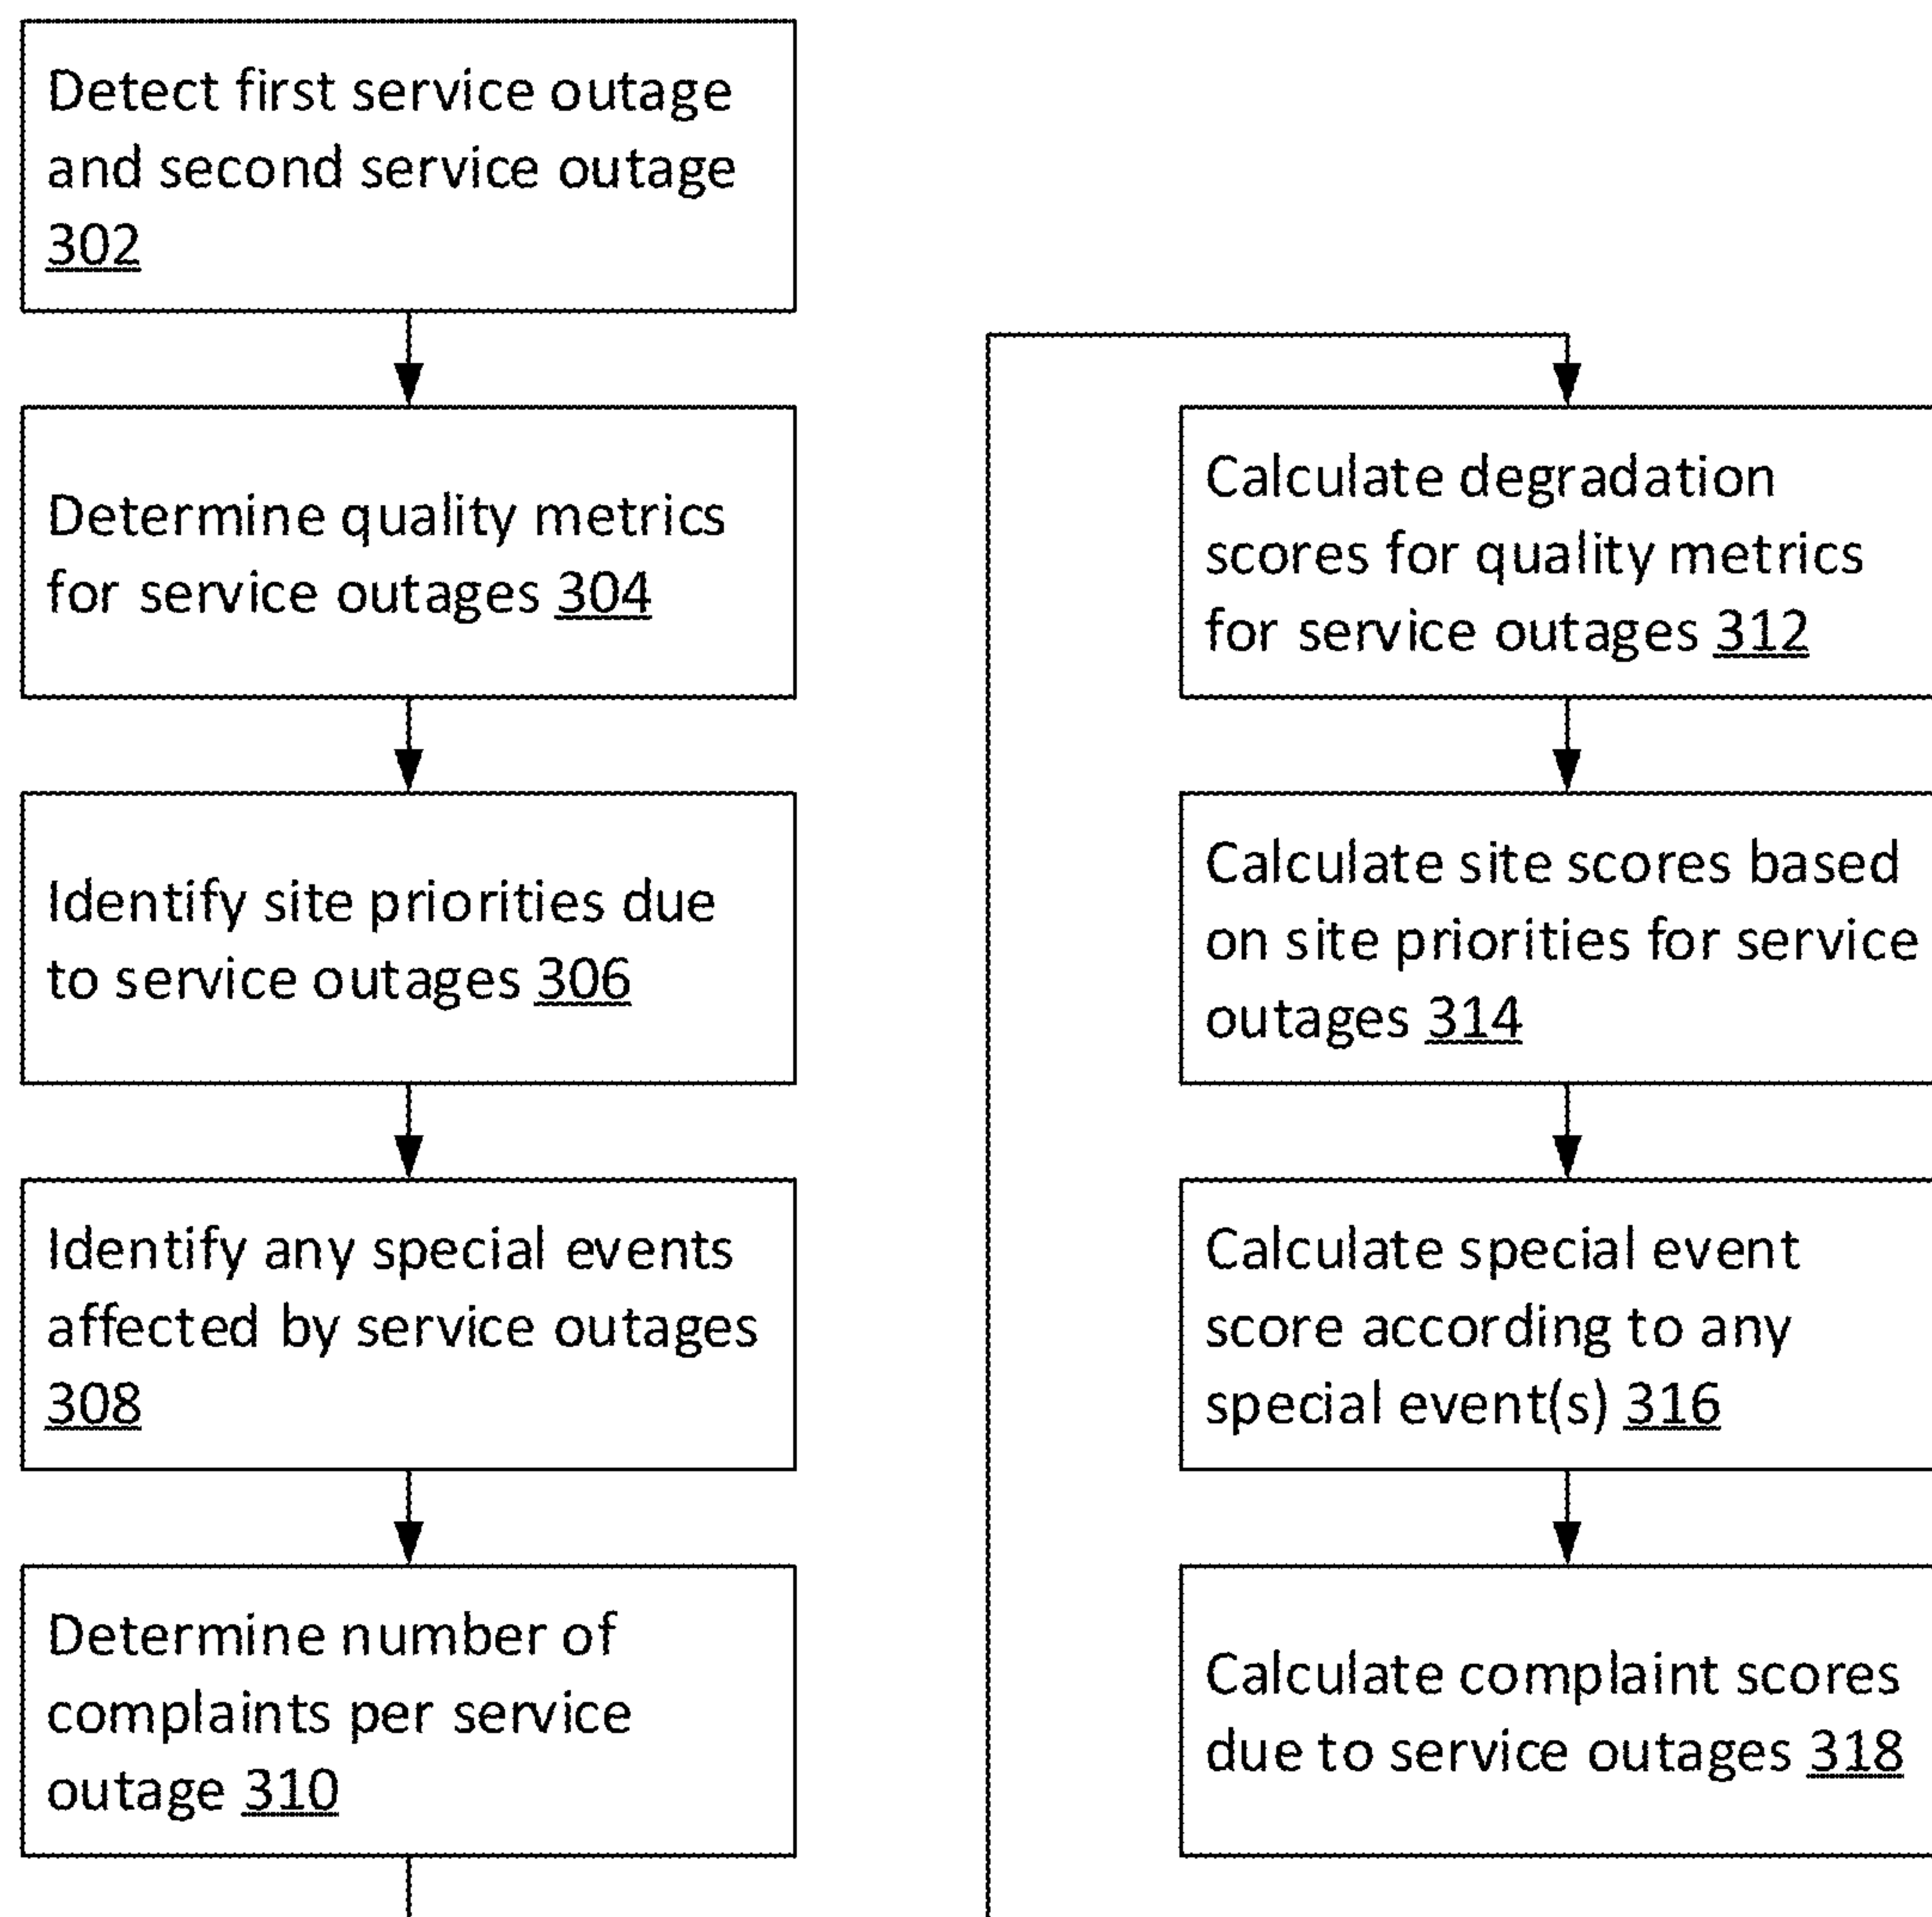 Detect first service outage
and second service outage
302
Determine quality metrics
for service outages 304
Identify site priorities due
to service outages 306
Identify any special events
affected by service outages
308
Determine number of
complaints per service
outage 310
Calculate degradation
scores for quality metrics
for service outages 312
Calculate site scores based
on site priorities for service
outages 314
Calculate special event
score according to any
special event(s) 316
Calculate complaint scores
due to service outages 318